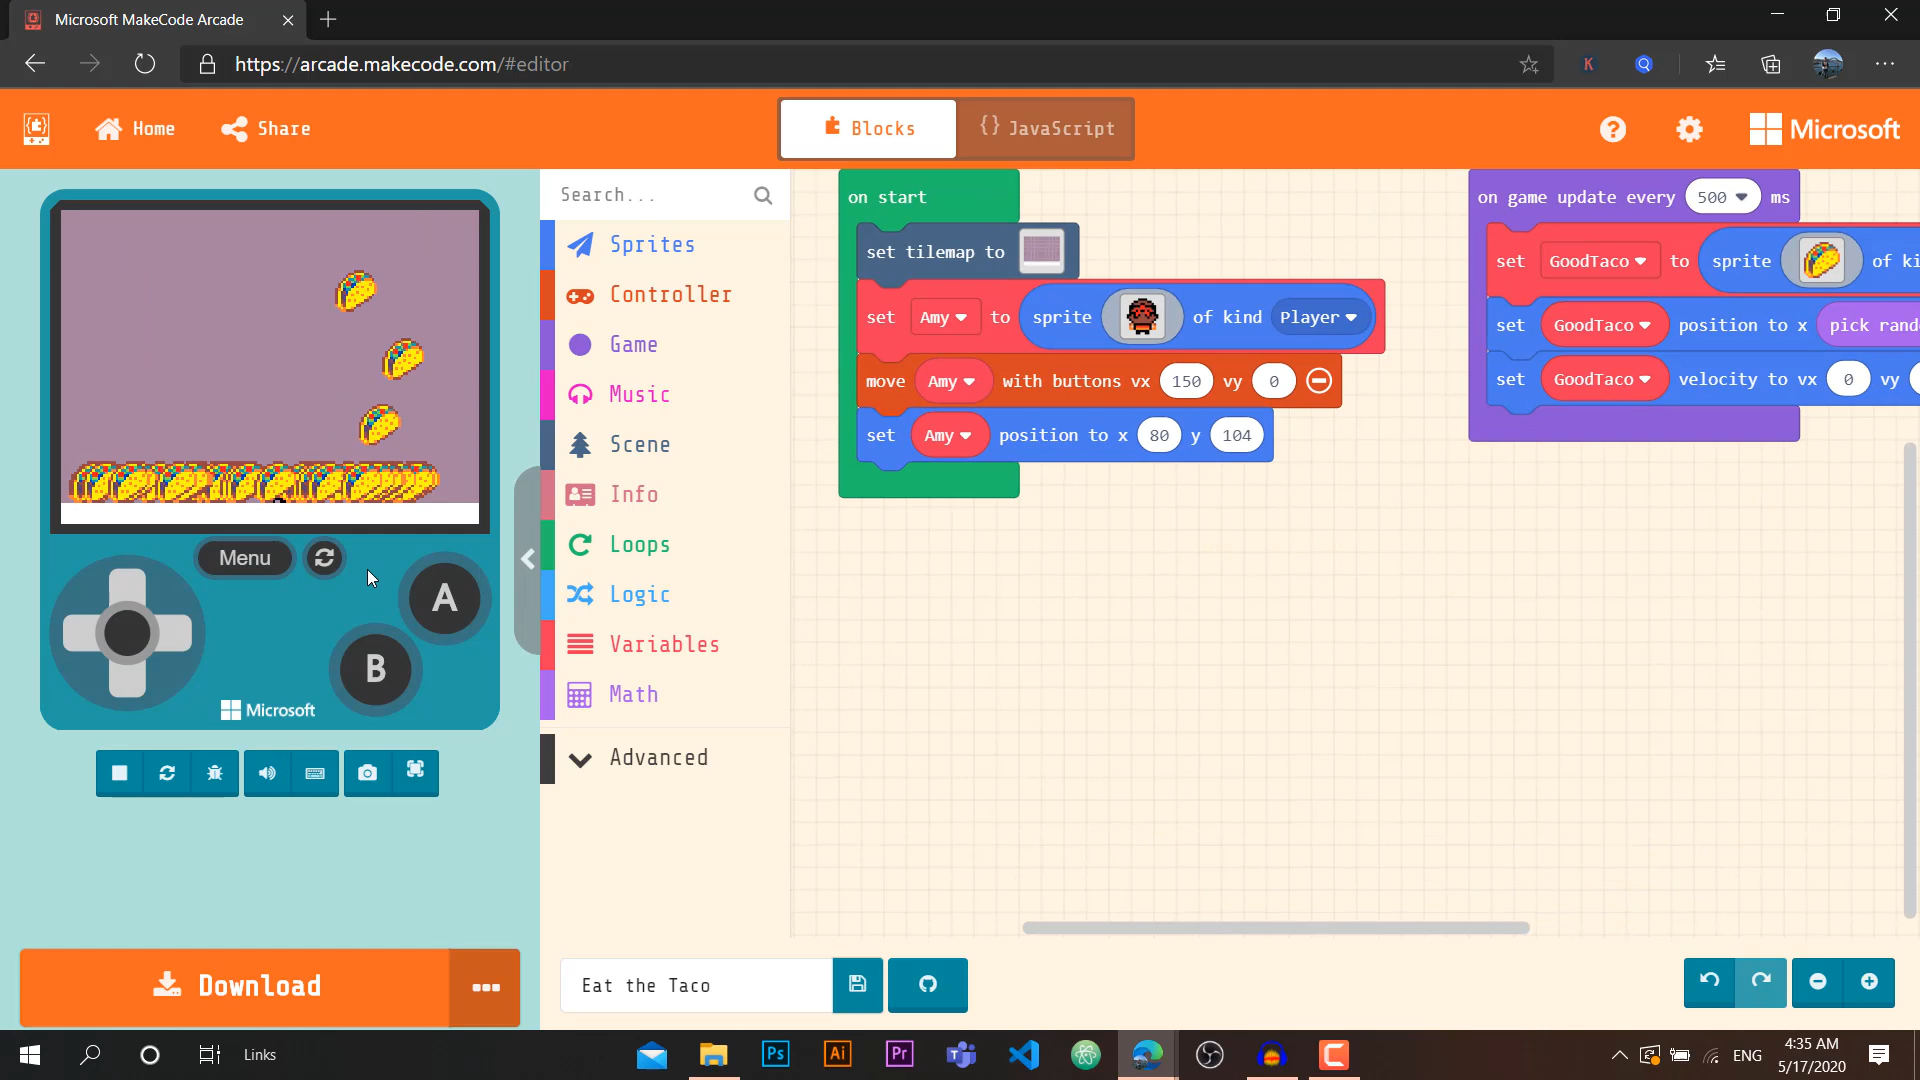 Microsoft MakeCode Arcade
https://arcade.makecode.com/#editor
K
Home
Share
Blocks
{} JavaScript
Microsoft
Search...
Sprites
Controller
Game
Music
Scene
Info
Loops
Logic
Variables
Math
Advanced
Menu
A
B
Microsoft
on start
set tilemap to
set Amy to sprite of kind Player
move Amy with buttons vx 150 vy 0
set Amy position to x 80 y 104
on game update every 500 ms
set GoodTaco to sprite of ki
set GoodTaco position to x pick rand
set GoodTaco velocity to vx 0 vy
Download
Eat the Taco
Links
Ps
Ai
Pr
ENG
4:35 AM
5/17/2020